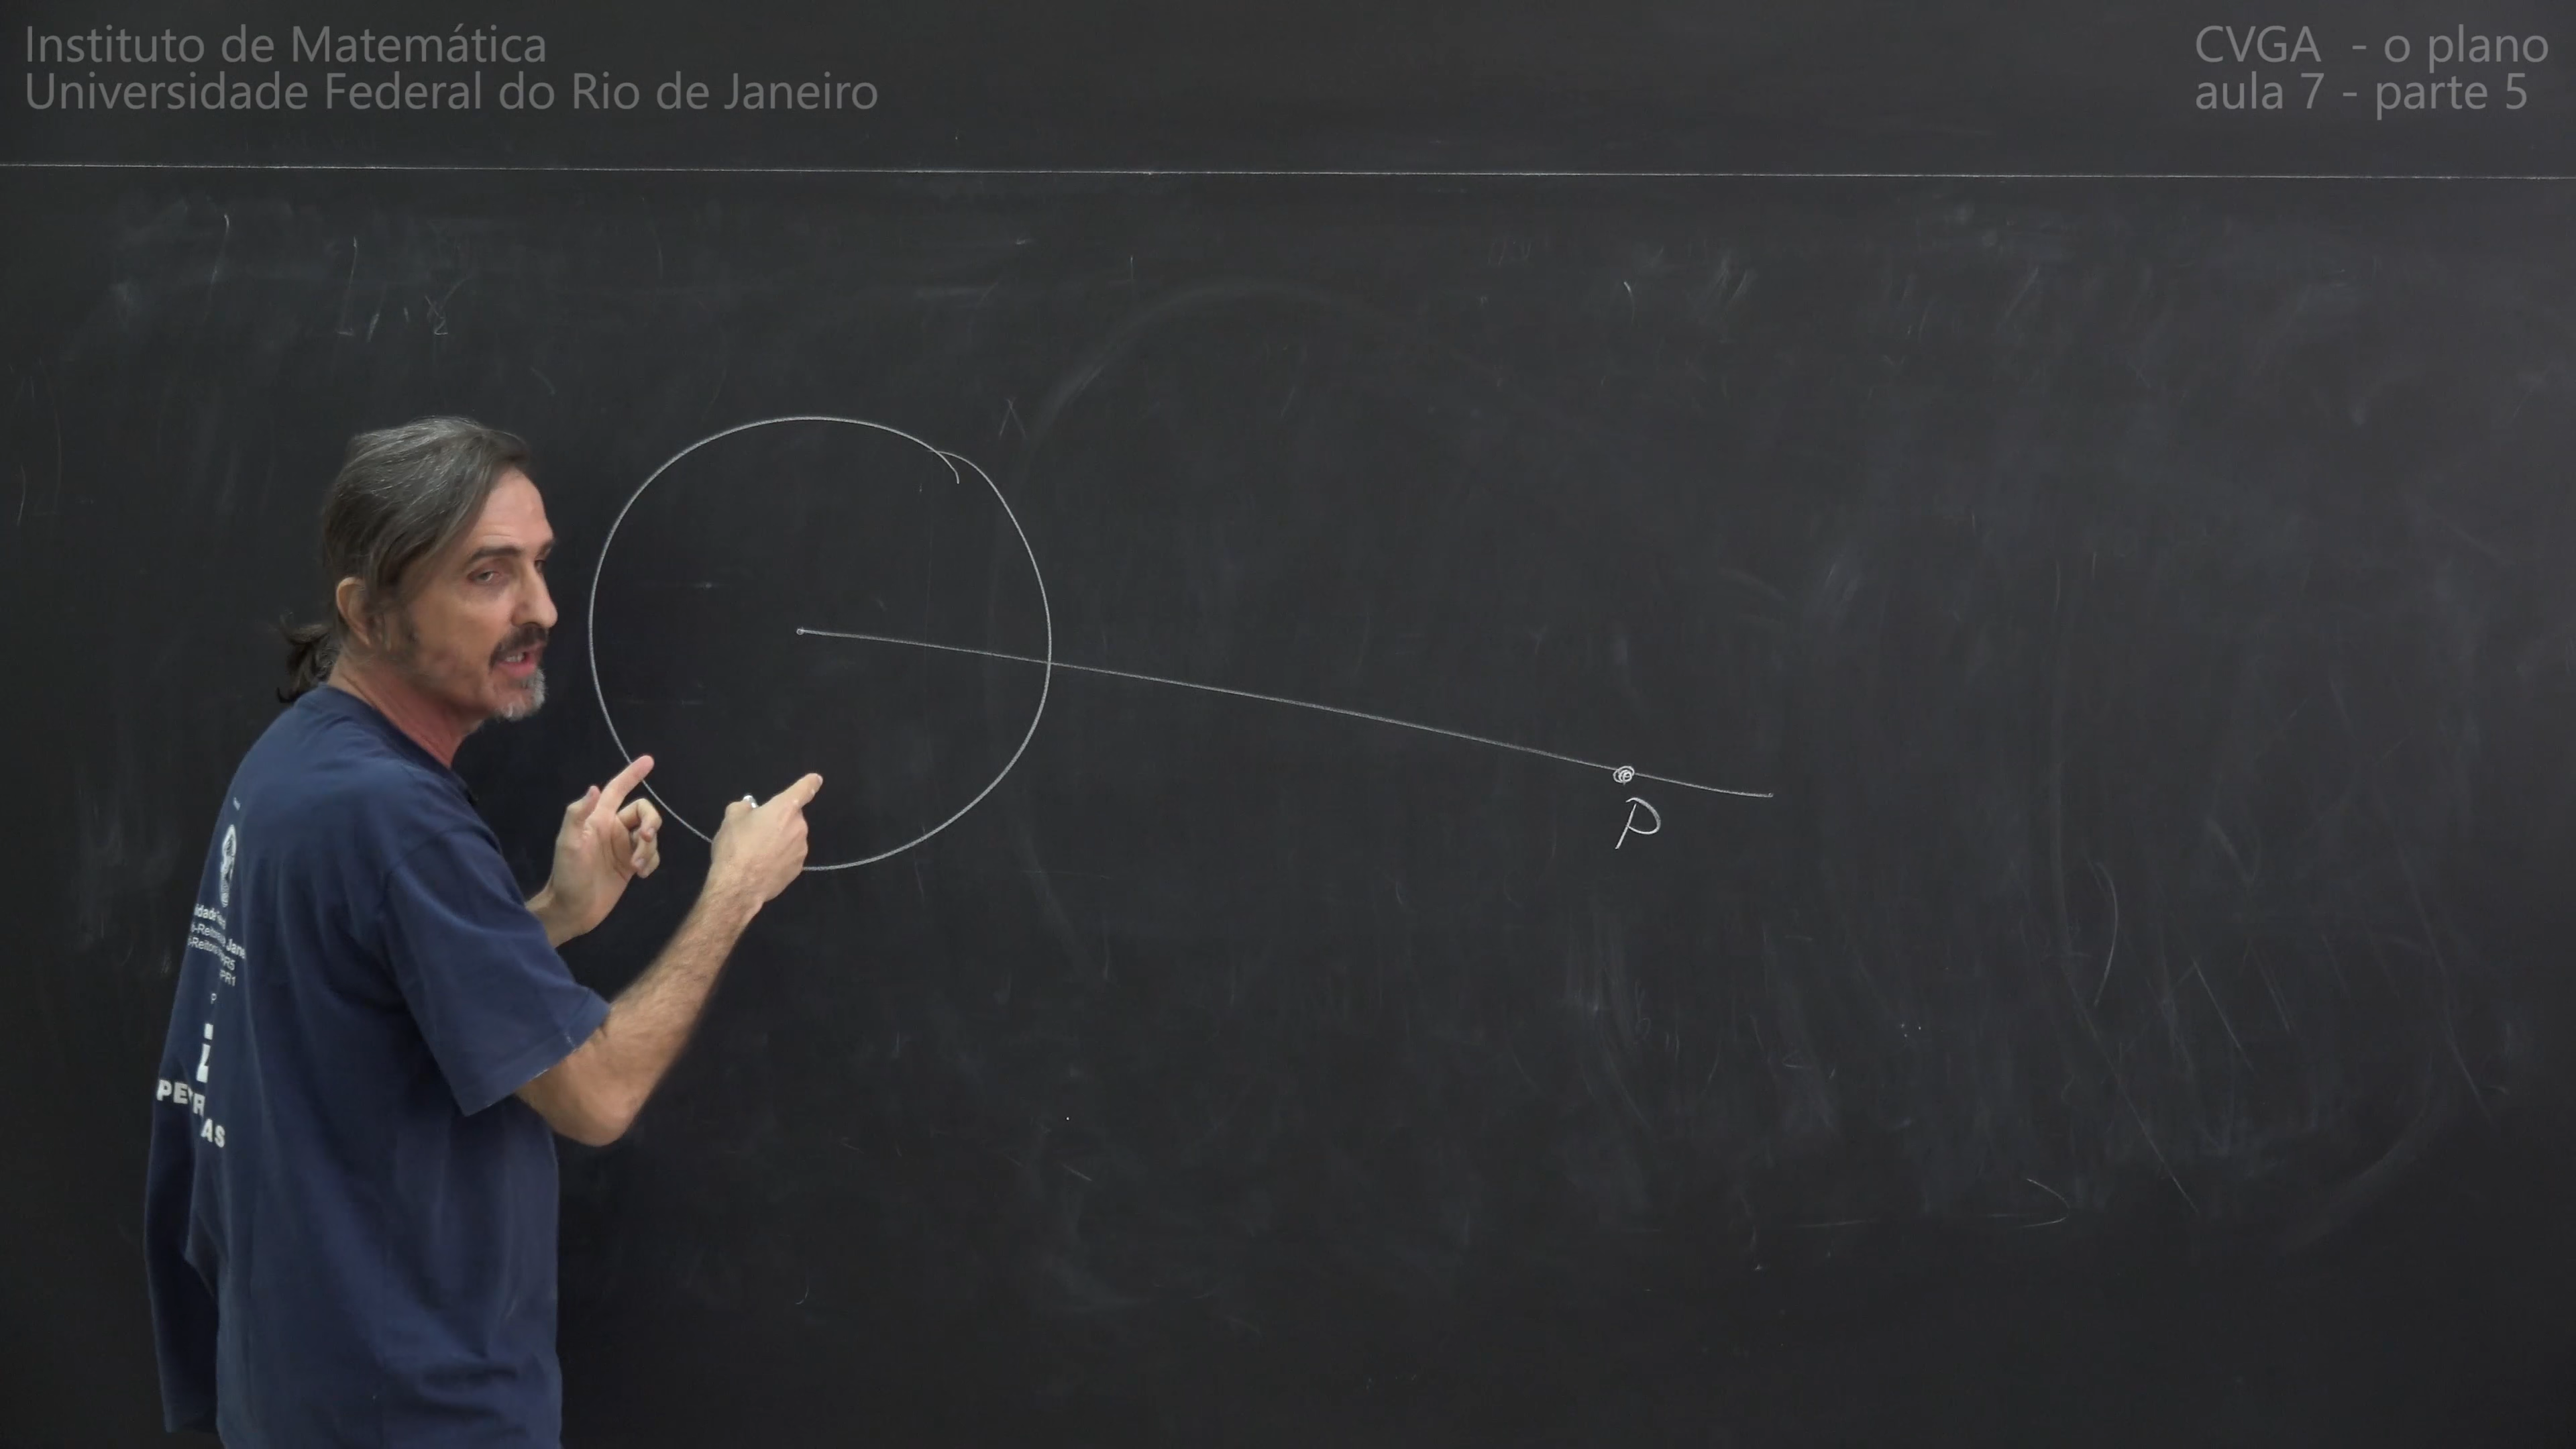 Instituto de Matemática
Universidade Federal do Rio de Janeiro
CVGA - o plano
aula 7 - parte 5
P